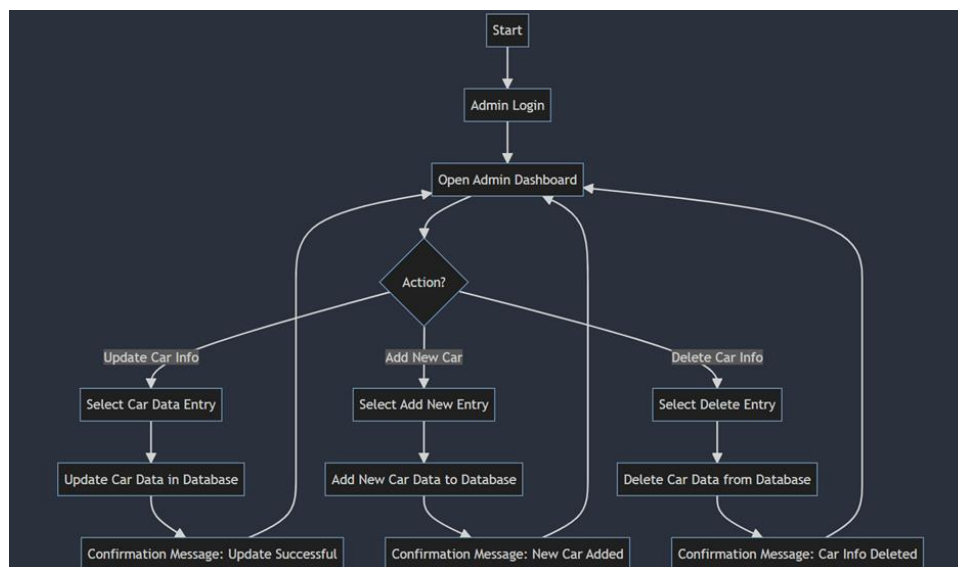 Start
Admin Login
Open Admin Dashboard
Action?
Update Car Info
Add New Car
Delete Car Info
Select Car Data Entry
Select Add New Entry
Select Delete Entry
Update Car Data in Database
Add New Car Data to Database
Delete Car Data from Database
Confirmation Message: Update Successful
Confirmation Message: New Car Added
Confirmation Message: Car Info Deleted